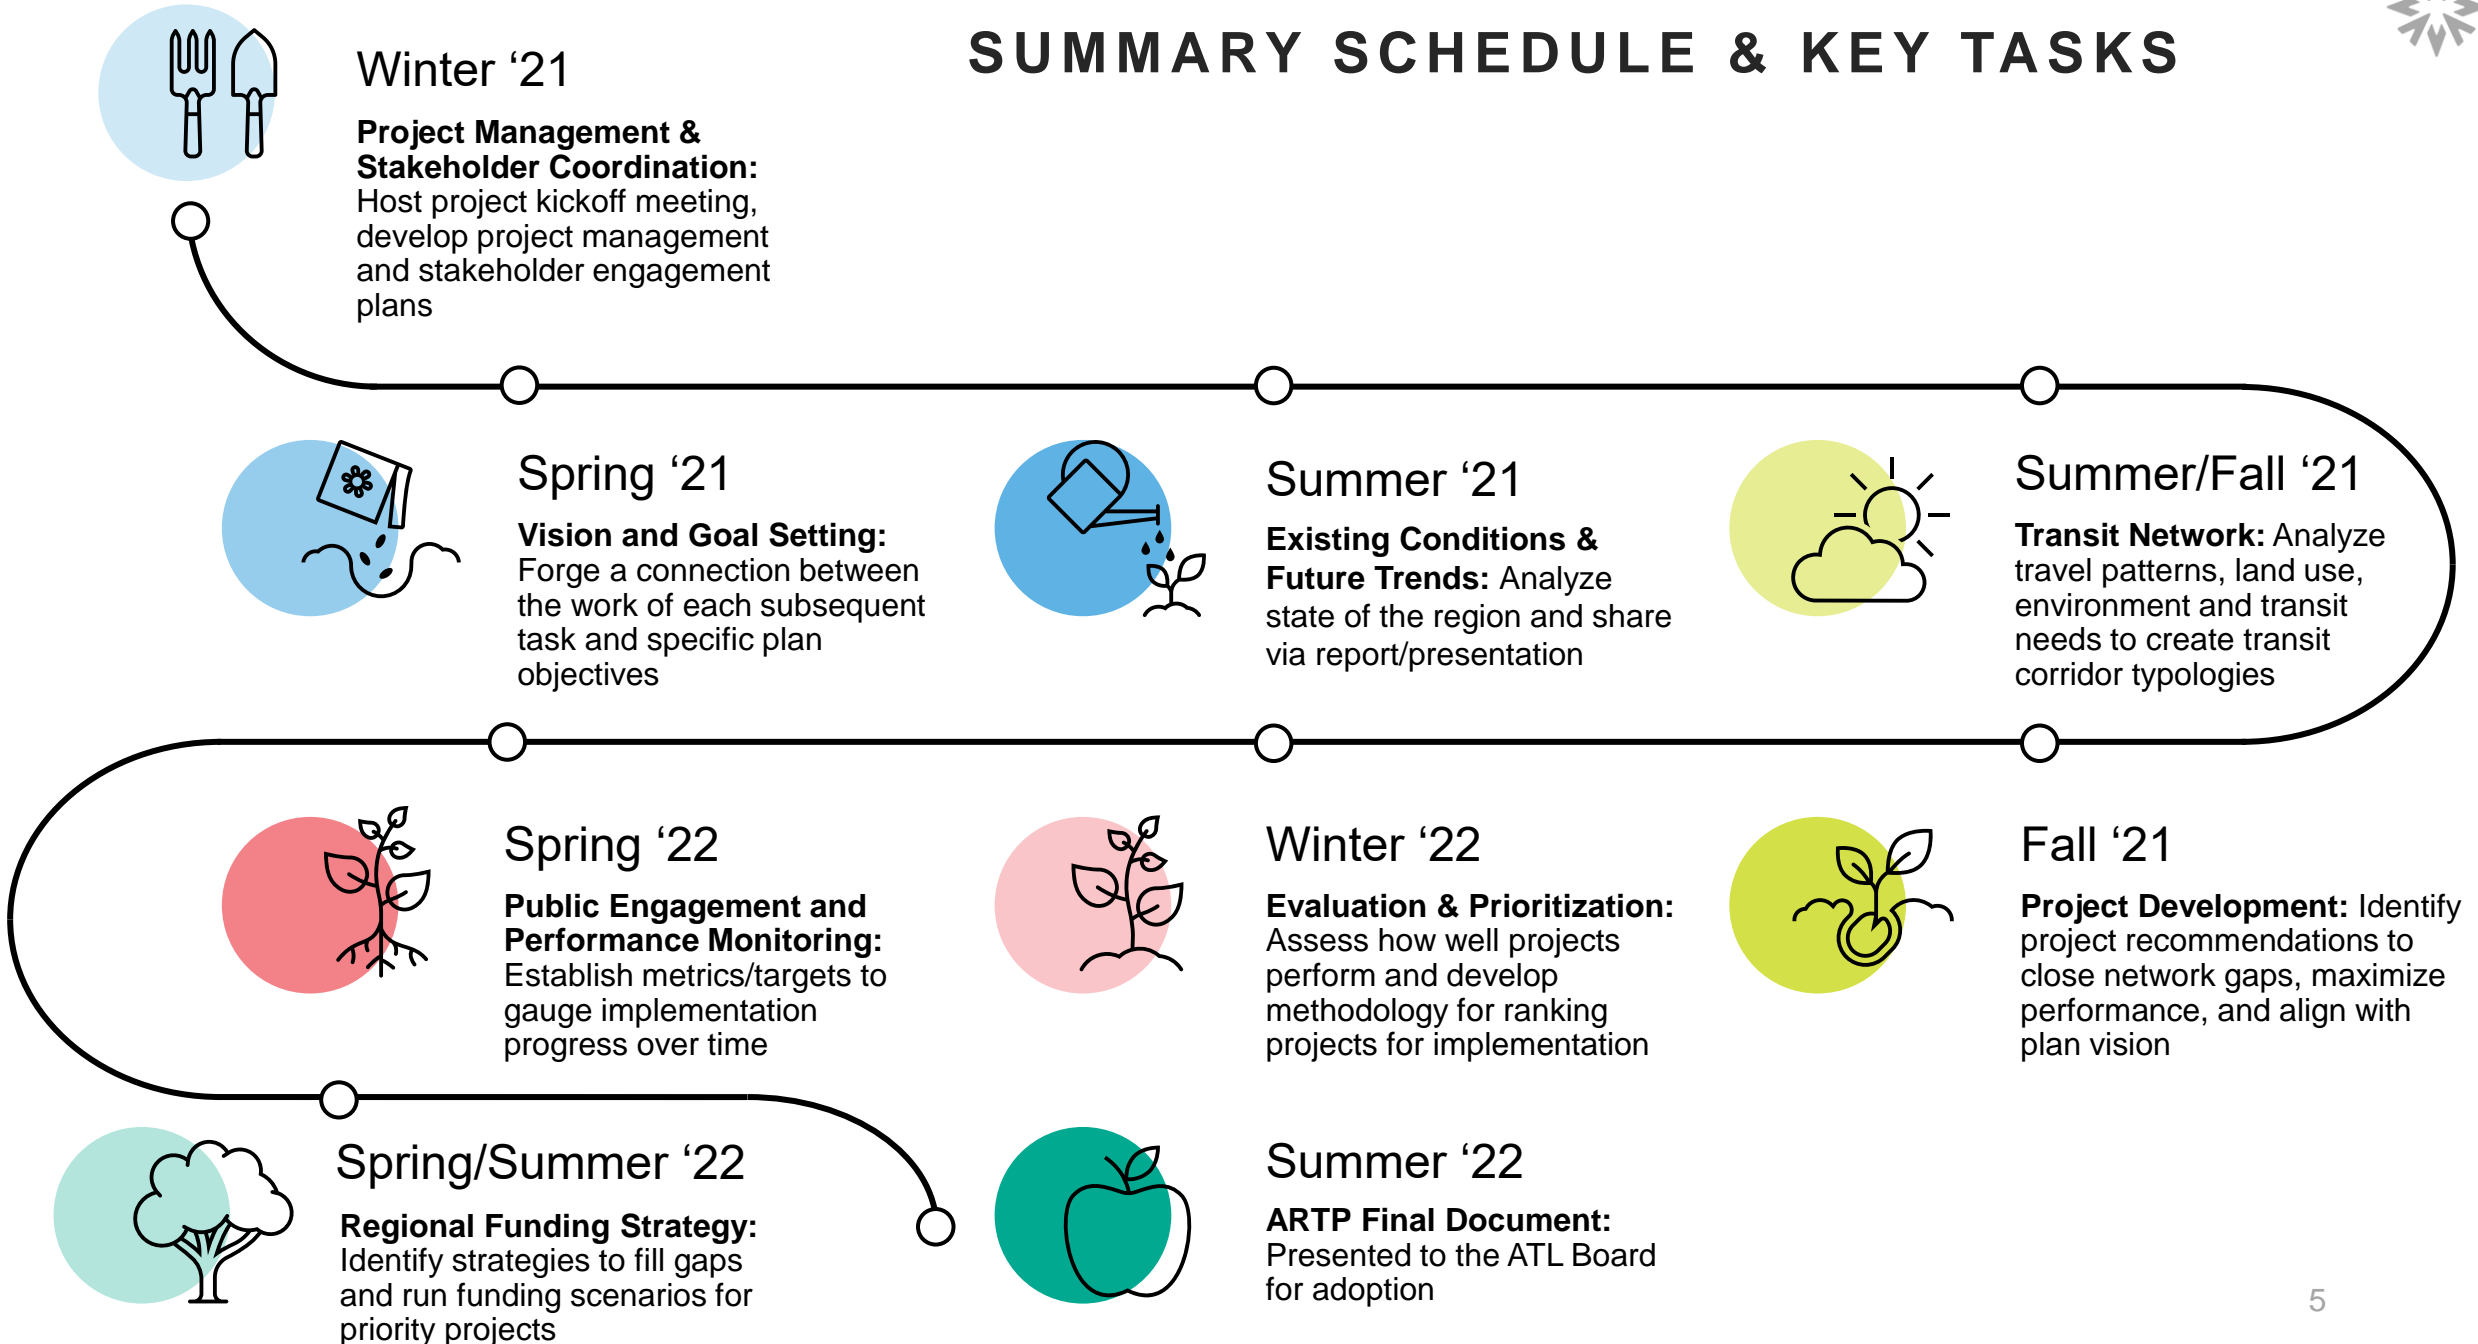 SUMMARY SCHEDULE & KEY TASKS
Winter ‘21
Project Management &
Stakeholder Coordination:
Host project kickoff meeting,
develop project management
and stakeholder engagement
plans
Spring ‘21
Vision and Goal Setting:
Forge a connection between
the work of each subsequent
task and specific plan
objectives
Summer ‘21
Existing Conditions &
Future Trends: Analyze
state of the region and share
via report/presentation
Summer/Fall ‘21
Transit Network: Analyze
travel patterns, land use,
environment and transit
needs to create transit
corridor typologies
Fall ‘21
Project Development: Identify
project recommendations to
close network gaps, maximize
performance, and align with
plan vision
Winter ‘22
Evaluation & Prioritization:
Assess how well projects
perform and develop
methodology for ranking
projects for implementation
Spring ‘22
Public Engagement and
Performance Monitoring:
Establish metrics/targets to
gauge implementation
progress over time
Spring/Summer ‘22
Regional Funding Strategy:
Identify strategies to fill gaps
and run funding scenarios for
priority projects
Summer ‘22
ARTP Final Document:
Presented to the ATL Board
for adoption
5